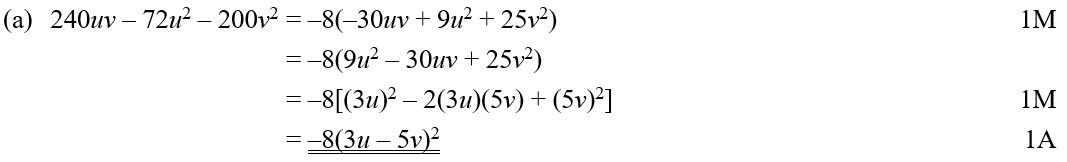 (a) 240uv – 72u² – 200v² = –8(–30uv + 9u² + 25v²) 1M
= –8(9u² – 30uv + 25v²)
= –8[(3u)² – 2(3u)(5v) + (5v)²] 1M
= –8(3u – 5v)² 1A